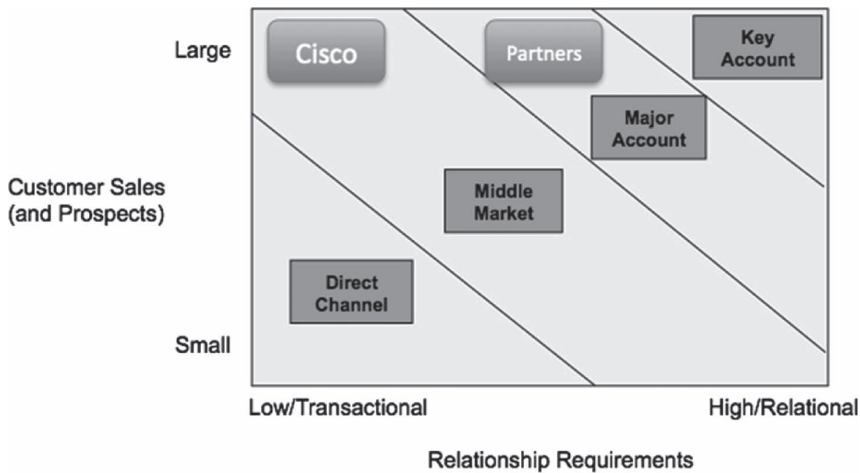 Large
Cisco
Partners
Key
Account
Major
Account
Customer Sales
(and Prospects)
Middle
Market
Direct
Channel
Small
Low/Transactional
High/Relational
Relationship Requirements